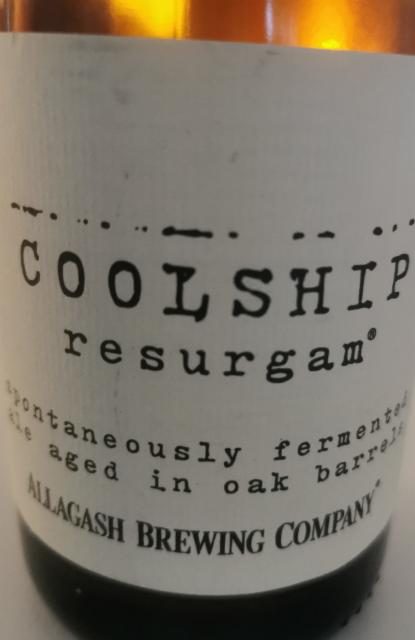 COOLSHIP
resurgam®
spontaneously fermented
ale aged in oak barrels
ALLAGASH BREWING COMPANY®